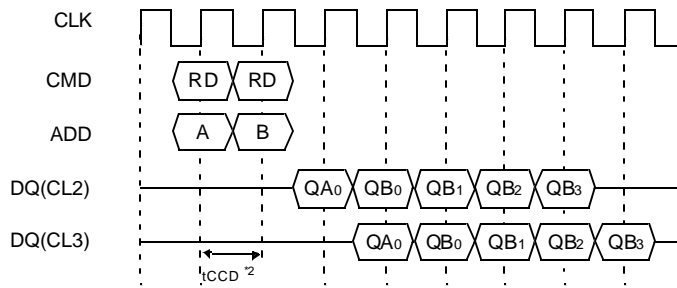 CLK
CMD RD RD
ADD A B
DQ(CL2) QA0 QB0 QB1 QB2 QB3
DQ(CL3) QA0 QB0 QB1 QB2 QB3
tCCD *2